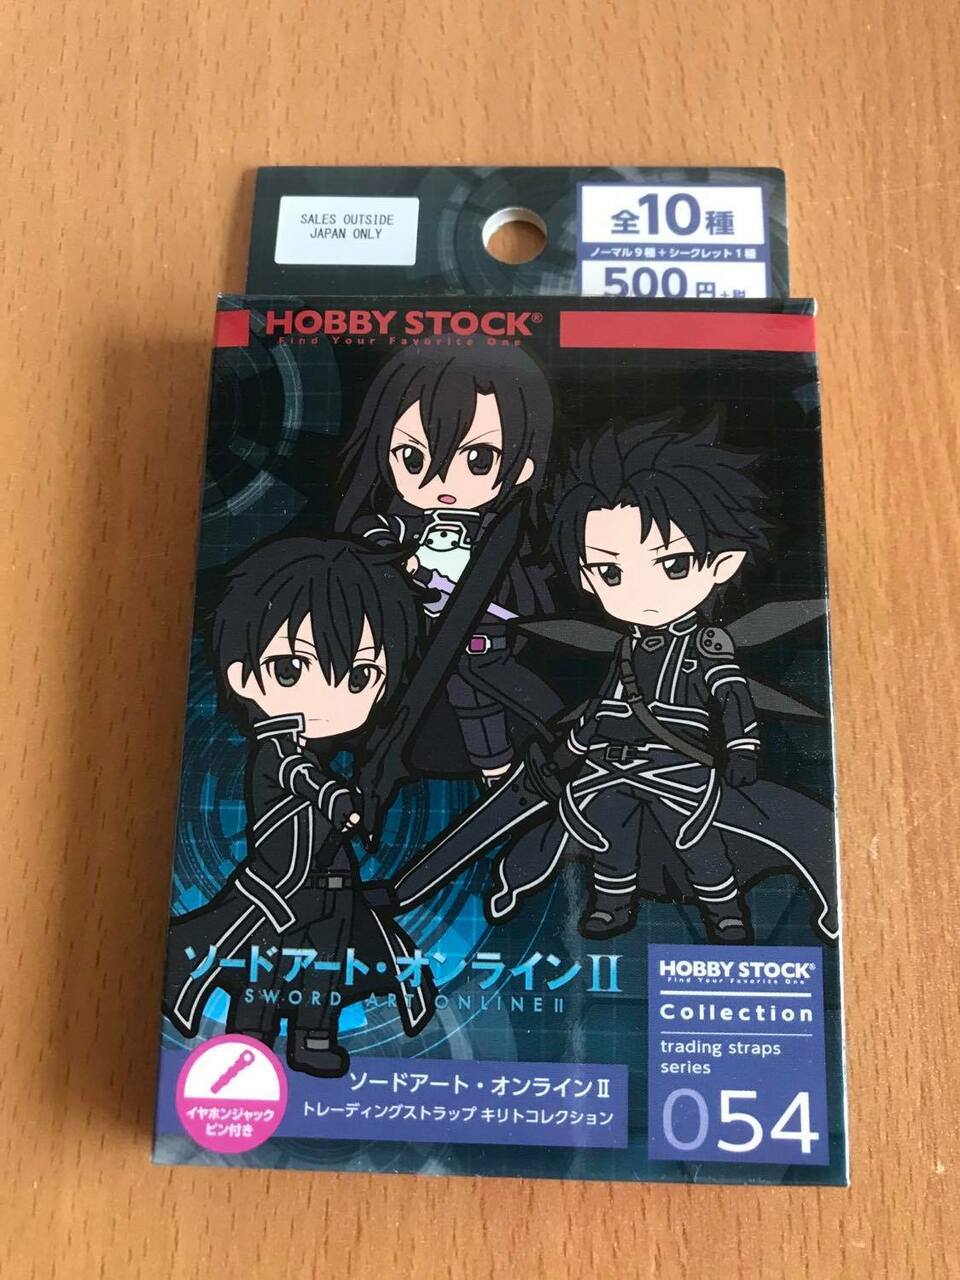 SALES OUTSIDE
JAPAN ONLY
全10種
ノーマル9種+シークレット1種
500円+税
HOBBY STOCK®
Find Your Favorite One
ソードアート・オンラインII
SWORD ART ONLINE II
イヤホンジャック
ピン付き
ソードアート・オンラインII
トレーディングストラップ キリトコレクション
HOBBY STOCK®
Find Your Favorite One
Collection
trading straps
series
054